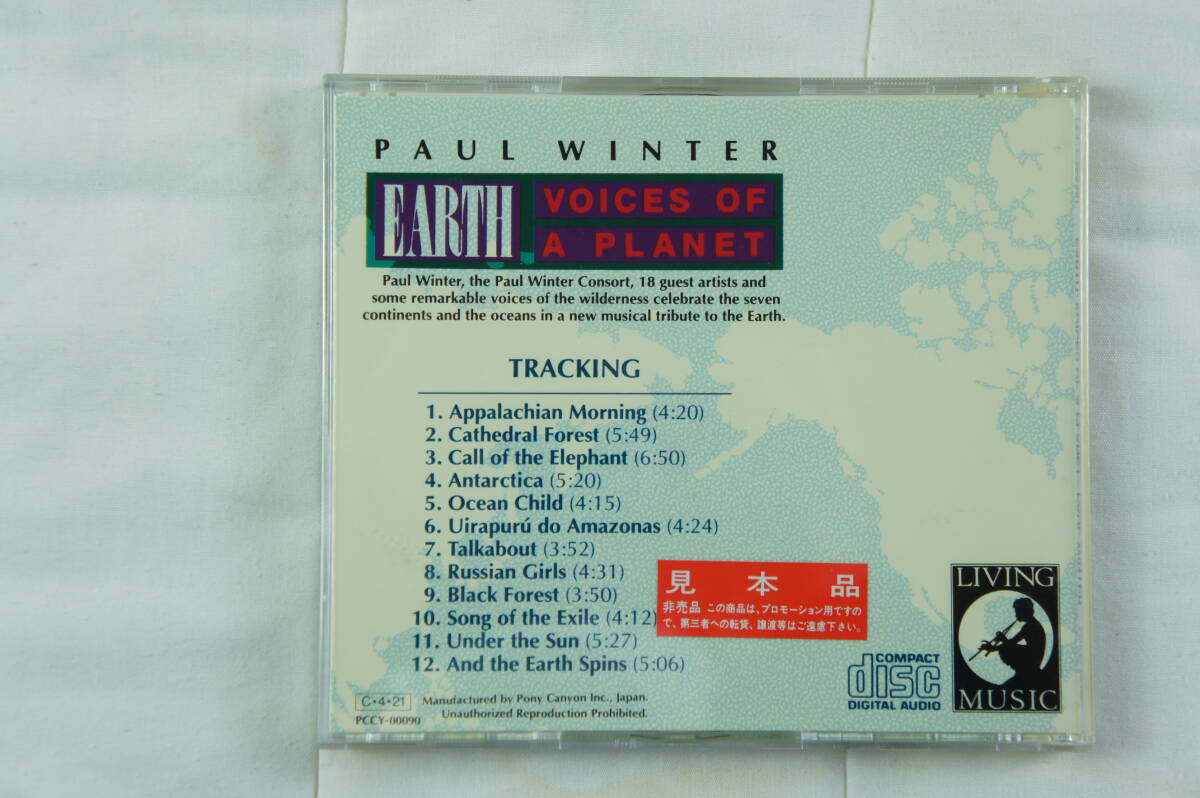 PAUL WINTER
EARTH
VOICES OF
A PLANET
Paul Winter, the Paul Winter Consort, 18 guest artists and
some remarkable voices of the wilderness celebrate the seven
continents and the oceans in a new musical tribute to the Earth.
TRACKING
1. Appalachian Morning (4:20)
2. Cathedral Forest (5:49)
3. Call of the Elephant (6:50)
4. Antarctica (5:20)
5. Ocean Child (4:15)
6. Uirapurú do Amazonas (4:24)
7. Talkabout (3:52)
8. Russian Girls (4:31)
9. Black Forest (3:50)
10. Song of the Exile (4:12)
11. Under the Sun (5:27)
12. And the Earth Spins (5:06)
見本品
非売品 この商品は、プロモーション用ですの
で、第三者への転貸、譲渡等はご遠慮下さい。
C・4・21
PCCY-00090
Manufactured by Pony Canyon Inc., Japan.
Unauthorized Reproduction Prohibited.
COMPACT
disc
DIGITAL AUDIO
LIVING
MUSIC